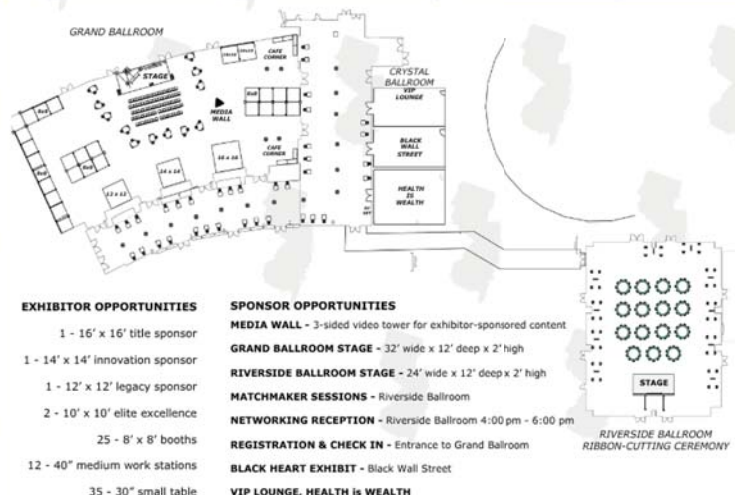 GRAND BALLROOM
STAGE
10x10
10x10
CAFE
CORNER
8x8
8x8
MEDIA
WALL
CRYSTAL
BALLROOM
VIP
LOUNGE
BLACK
WALL
STREET
HEALTH
IS
WEALTH
8x8
8x8
CAFE
CORNER
16 x 16
14 x 14
12 x 12
EXHIBITOR OPPORTUNITIES
1 - 16' x 16' title sponsor
1 - 14' x 14' innovation sponsor
1 - 12' x 12' legacy sponsor
2 - 10' x 10' elite excellence
25 - 8' x 8' booths
12 - 40" medium work stations
35 - 30" small table
SPONSOR OPPORTUNITIES
MEDIA WALL - 3-sided video tower for exhibitor-sponsored content
GRAND BALLROOM STAGE - 32' wide x 12' deep x 2' high
RIVERSIDE BALLROOM STAGE - 24' wide x 12' deep x 2' high
MATCHMAKER SESSIONS - Riverside Ballroom
NETWORKING RECEPTION - Riverside Ballroom 4:00 pm - 6:00 pm
REGISTRATION & CHECK IN - Entrance to Grand Ballroom
BLACK HEART EXHIBIT - Black Wall Street
VIP LOUNGE, HEALTH is WEALTH
STAGE
RIVERSIDE BALLROOM
RIBBON-CUTTING CEREMONY